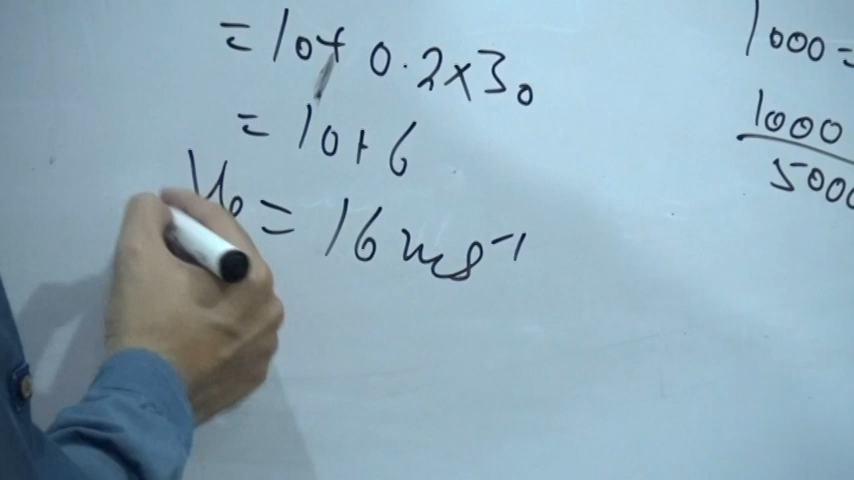 = 10+ 0.2×30
= 10+6
= 16 ms⁻¹
1000=
1000
5000